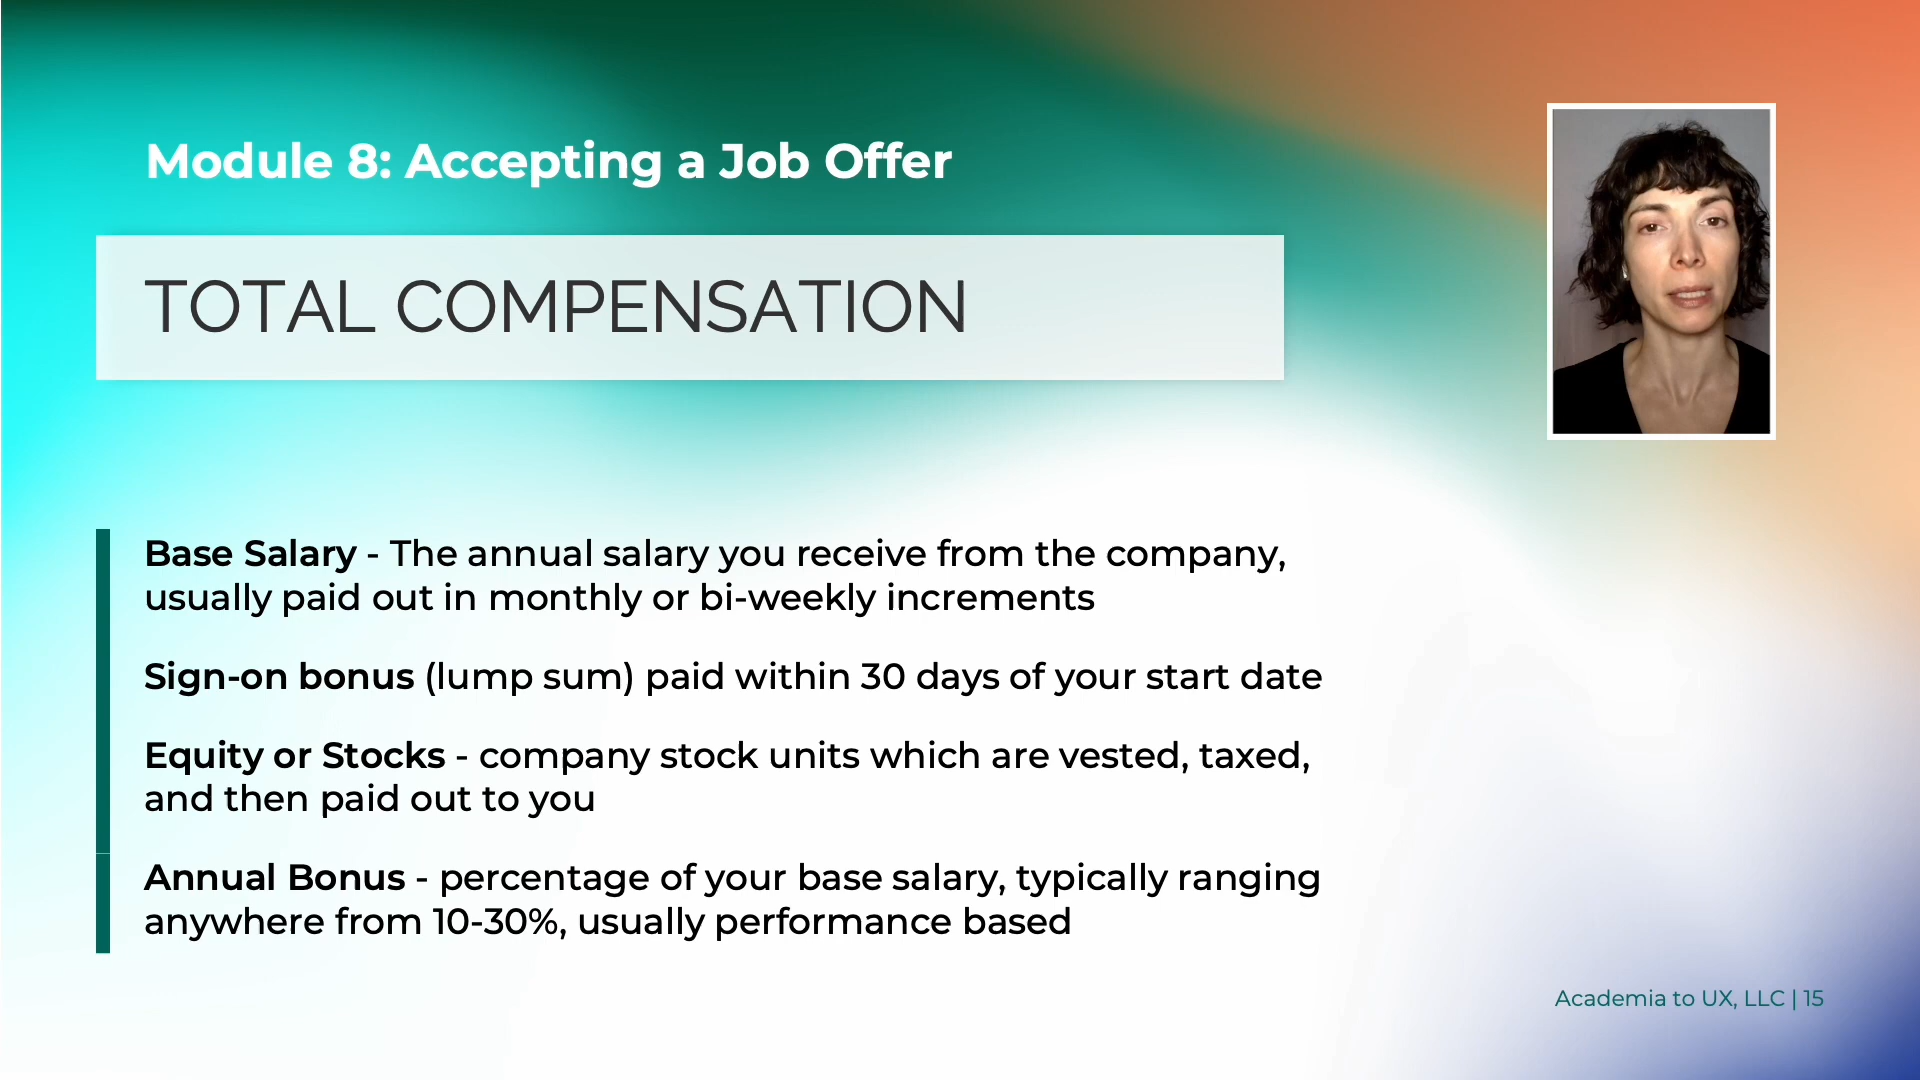 Module 8: Accepting a Job Offer
TOTAL COMPENSATION
Base Salary - The annual salary you receive from the company,
usually paid out in monthly or bi-weekly increments
Sign-on bonus (lump sum) paid within 30 days of your start date
Equity or Stocks - company stock units which are vested, taxed,
and then paid out to you
Annual Bonus - percentage of your base salary, typically ranging
anywhere from 10-30%, usually performance based
Academia to UX, LLC | 15